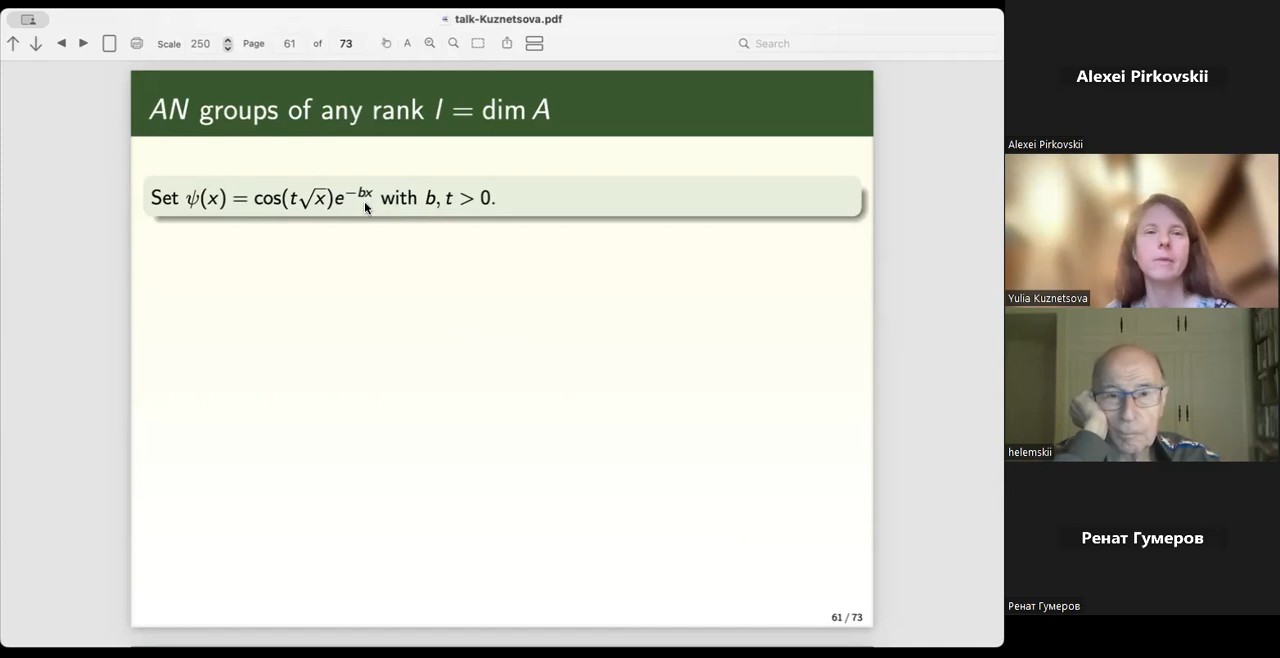 talk-Kuznetsova.pdf
Scale 250 Page 61 of 73 A Search
AN groups of any rank l = dim A
Set ψ(x) = cos(t√x)e^{−bx} with b, t > 0.
61 / 73
Alexei Pirkovskii
Alexei Pirkovskii
Yulia Kuznetsova
helemskii
Ренат Гумеров
Ренат Гумеров